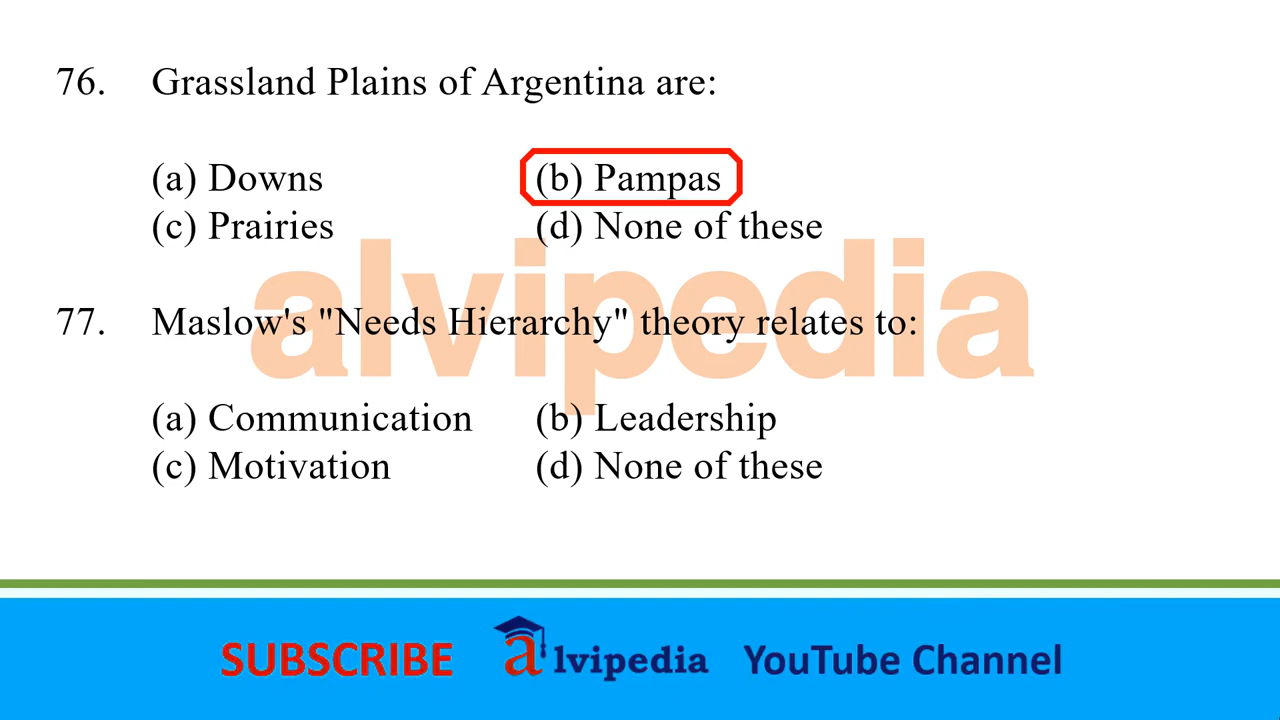 76. Grassland Plains of Argentina are:
(a) Downs (b) Pampas
(c) Prairies (d) None of these
alvipedia
77. Maslow's "Needs Hierarchy" theory relates to:
(a) Communication (b) Leadership
(c) Motivation (d) None of these
SUBSCRIBE alvipedia YouTube Channel